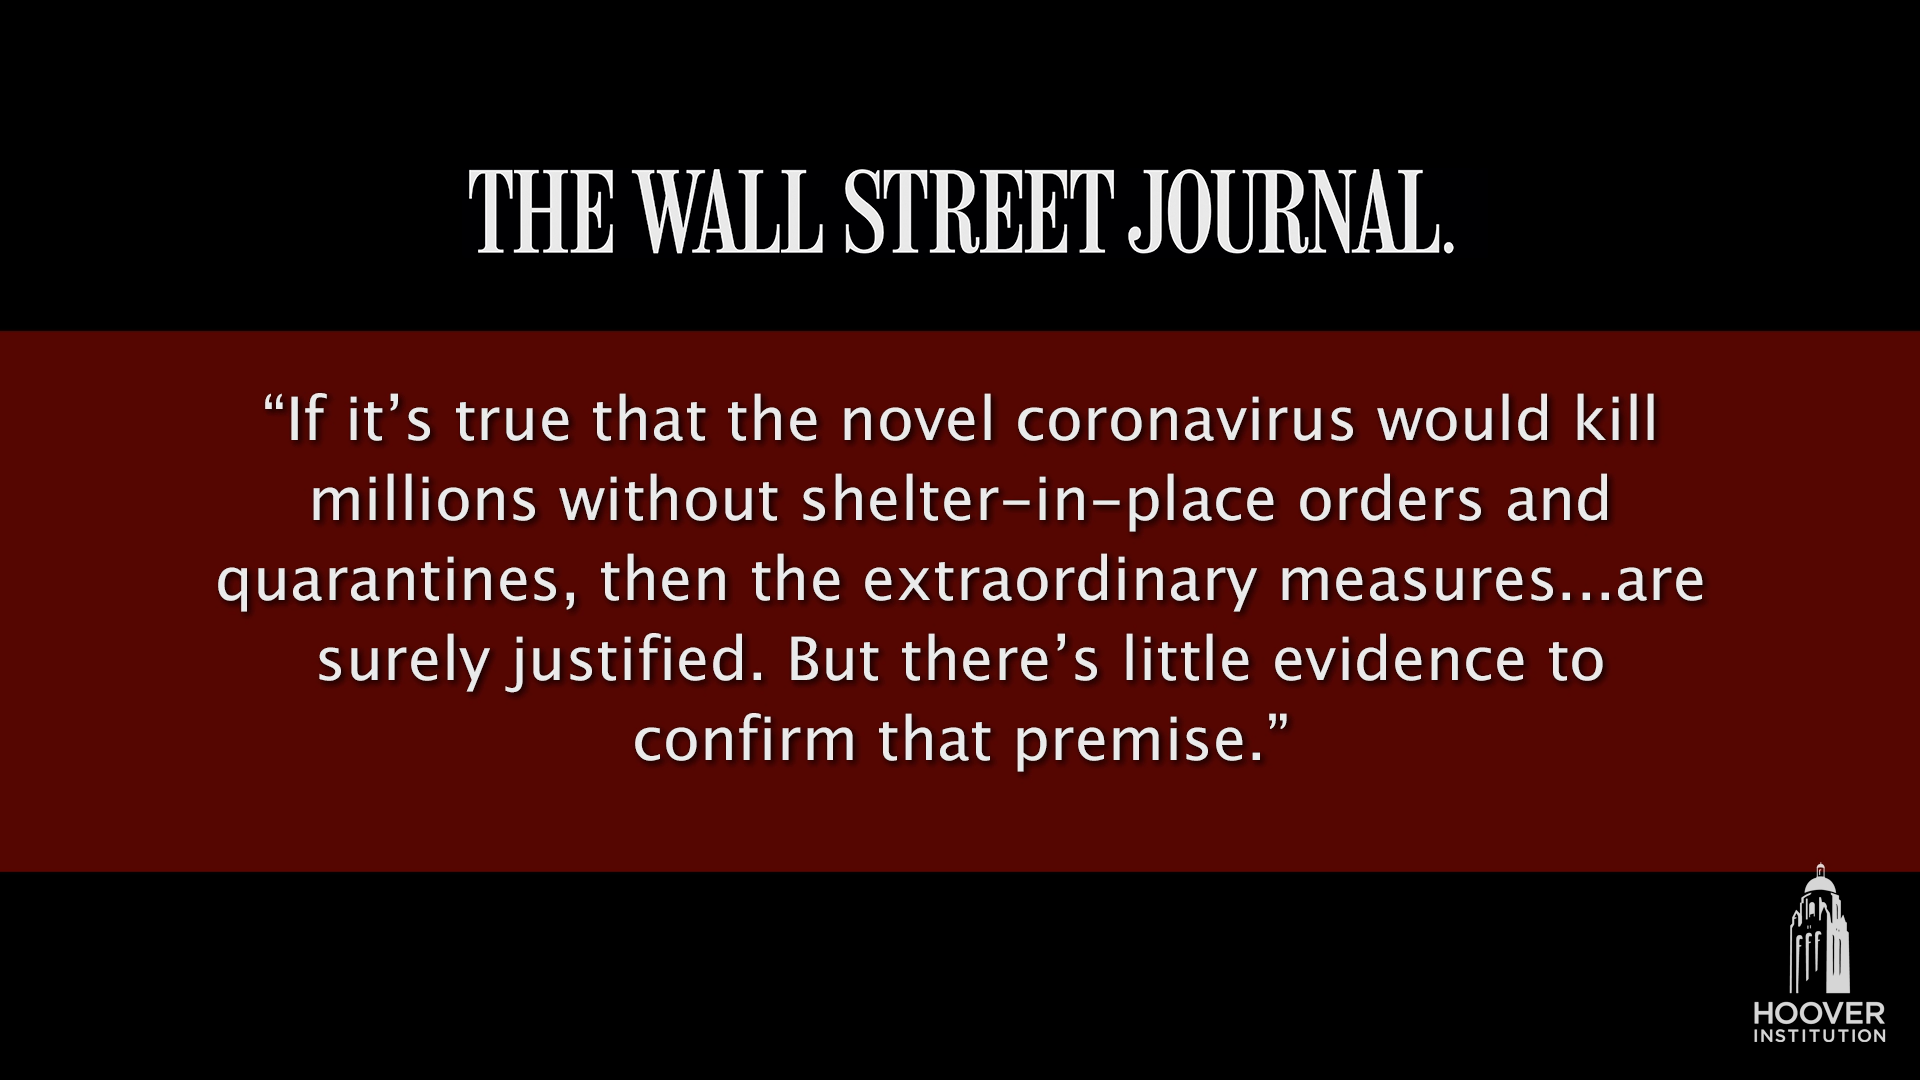 THE WALL STREET JOURNAL.
“If it’s true that the novel coronavirus would kill
millions without shelter-in-place orders and
quarantines, then the extraordinary measures...are
surely justified. But there’s little evidence to
confirm that premise.”
HOOVER
INSTITUTION